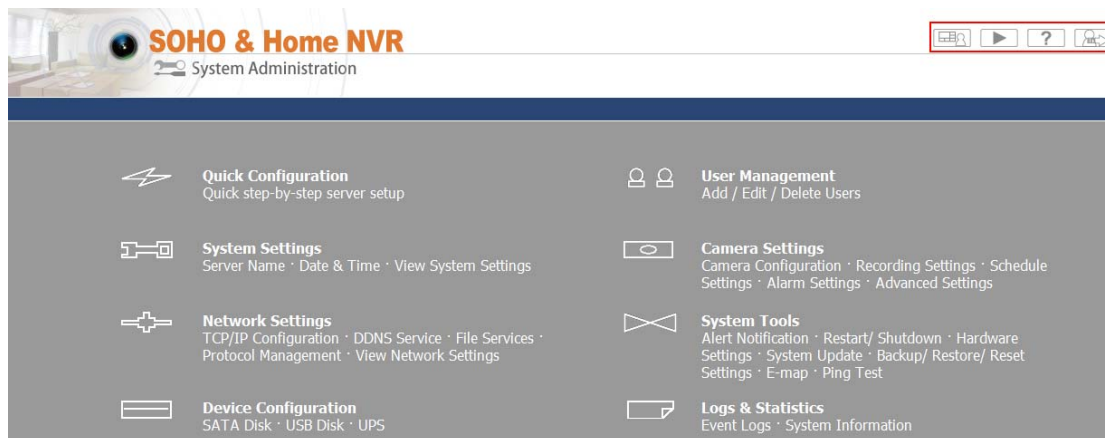 SOHO & Home NVR
System Administration
?
Quick Configuration
Quick step-by-step server setup
User Management
Add / Edit / Delete Users
System Settings
Server Name · Date & Time · View System Settings
Camera Settings
Camera Configuration · Recording Settings · Schedule
Settings · Alarm Settings · Advanced Settings
Network Settings
TCP/IP Configuration · DDNS Service · File Services ·
Protocol Management · View Network Settings
System Tools
Alert Notification · Restart/ Shutdown · Hardware
Settings · System Update · Backup/ Restore/ Reset
Settings · E-map · Ping Test
Device Configuration
SATA Disk · USB Disk · UPS
Logs & Statistics
Event Logs · System Information